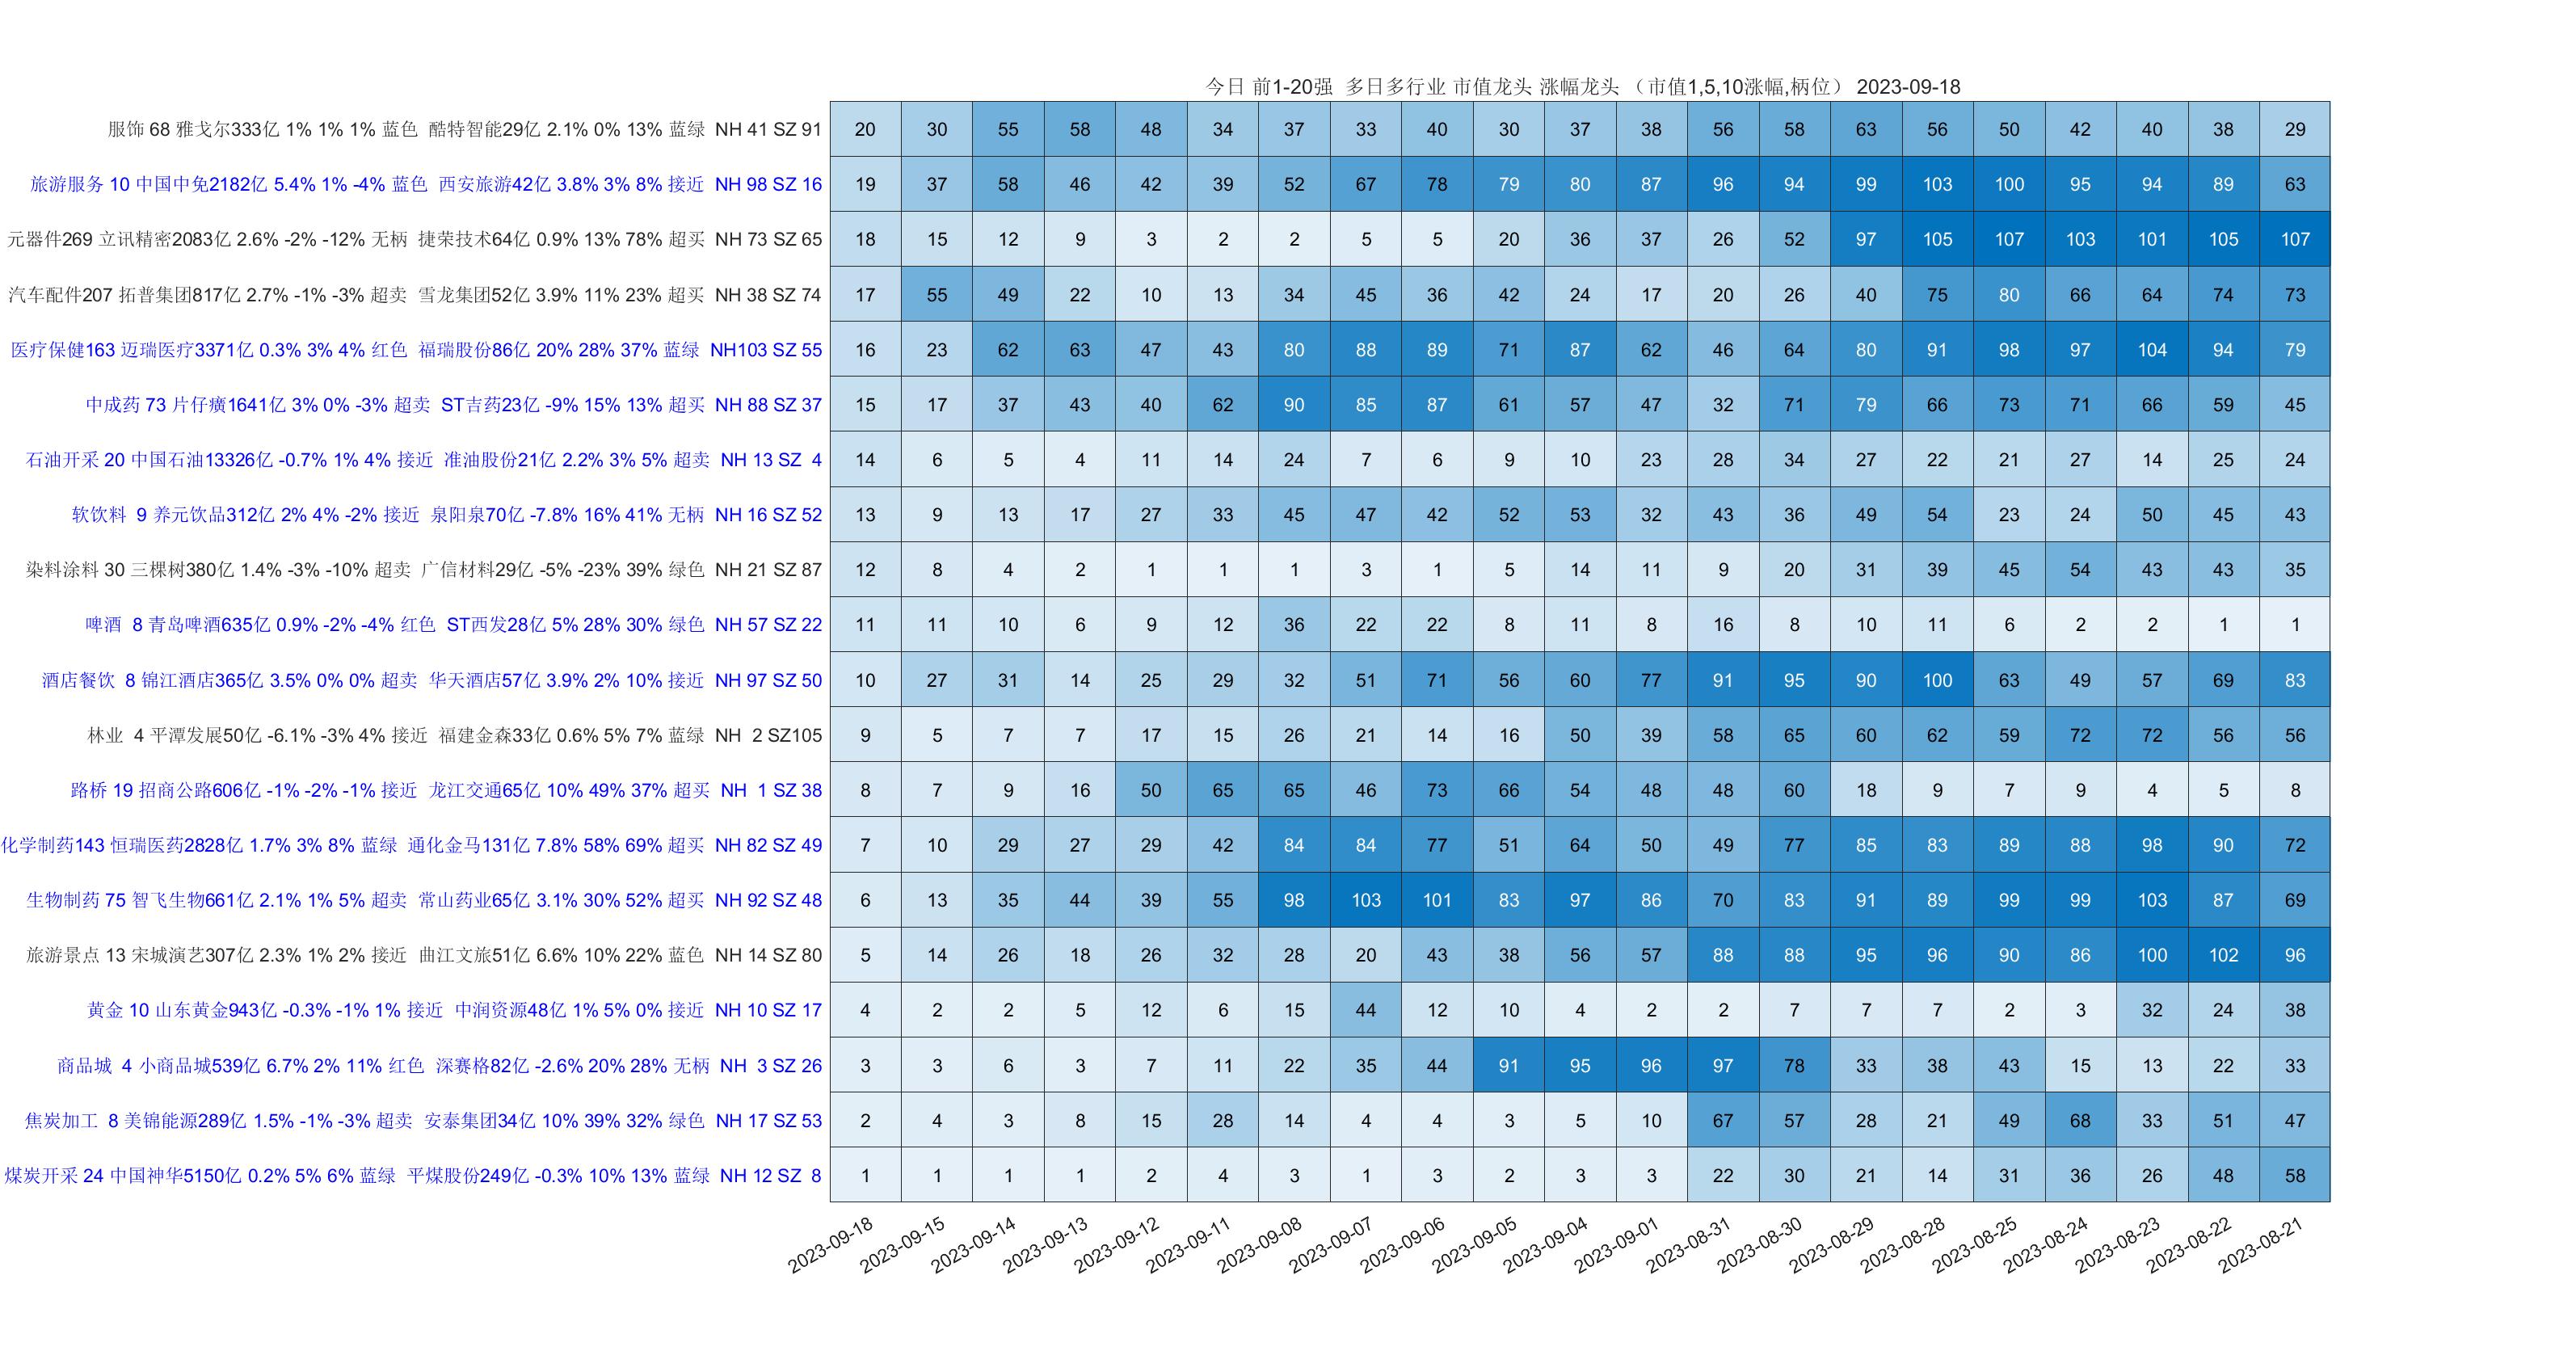 今日 前1-20强 多日多行业 市值龙头 涨幅龙头 （市值1,5,10涨幅,柄位） 2023-09-18
服饰 68 雅戈尔333亿 1% 1% 1% 蓝色 酷特智能29亿 2.1% 0% 13% 蓝绿 NH 41 SZ 91 20 30 55 58 48 34 37 33 40 30 37 38 56 58 63 56 50 42 40 38 29
旅游服务 10 中国中免2182亿 5.4% 1% -4% 蓝色 西安旅游42亿 3.8% 3% 8% 接近 NH 98 SZ 16 19 37 58 46 42 39 52 67 78 79 80 87 96 94 99 103 100 95 94 89 63
元器件269 立讯精密2083亿 2.6% -2% -12% 无柄 捷荣技术64亿 0.9% 13% 78% 超买 NH 73 SZ 65 18 15 12 9 3 2 2 5 5 20 36 37 26 52 97 105 107 103 101 105 107
汽车配件207 拓普集团817亿 2.7% -1% -3% 超卖 雪龙集团52亿 3.9% 11% 23% 超买 NH 38 SZ 74 17 55 49 22 10 13 34 45 36 42 24 17 20 26 40 75 80 66 64 74 73
医疗保健163 迈瑞医疗3371亿 0.3% 3% 4% 红色 福瑞股份86亿 20% 28% 37% 蓝绿 NH103 SZ 55 16 23 62 63 47 43 80 88 89 71 87 62 46 64 80 91 98 97 104 94 79
中成药 73 片仔癀1641亿 3% 0% -3% 超卖 ST吉药23亿 -9% 15% 13% 超买 NH 88 SZ 37 15 17 37 43 40 62 90 85 87 61 57 47 32 71 79 66 73 71 66 59 45
石油开采 20 中国石油13326亿 -0.7% 1% 4% 接近 准油股份21亿 2.2% 3% 5% 超卖 NH 13 SZ 4 14 6 5 4 11 14 24 7 6 9 10 23 28 34 27 22 21 27 14 25 24
软饮料 9 养元饮品312亿 2% 4% -2% 接近 泉阳泉70亿 -7.8% 16% 41% 无柄 NH 16 SZ 52 13 9 13 17 27 33 45 47 42 52 53 32 43 36 49 54 23 24 50 45 43
染料涂料 30 三棵树380亿 1.4% -3% -10% 超卖 广信材料29亿 -5% -23% 39% 绿色 NH 21 SZ 87 12 8 4 2 1 1 1 3 1 5 14 11 9 20 31 39 45 54 43 43 35
啤酒 8 青岛啤酒635亿 0.9% -2% -4% 红色 ST西发28亿 5% 28% 30% 绿色 NH 57 SZ 22 11 11 10 6 9 12 36 22 22 8 11 8 16 8 10 11 6 2 2 1 1
酒店餐饮 8 锦江酒店365亿 3.5% 0% 0% 超卖 华天酒店57亿 3.9% 2% 10% 接近 NH 97 SZ 50 10 27 31 14 25 29 32 51 71 56 60 77 91 95 90 100 63 49 57 69 83
林业 4 平潭发展50亿 -6.1% -3% 4% 接近 福建金森33亿 0.6% 5% 7% 蓝绿 NH 2 SZ105 9 5 7 7 17 15 26 21 14 16 50 39 58 65 60 62 59 72 72 56 56
路桥 19 招商公路606亿 -1% -2% -1% 接近 龙江交通65亿 10% 49% 37% 超买 NH 1 SZ 38 8 7 9 16 50 65 65 46 73 66 54 48 48 60 18 9 7 9 4 5 8
化学制药143 恒瑞医药2828亿 1.7% 3% 8% 蓝绿 通化金马131亿 7.8% 58% 69% 超买 NH 82 SZ 49 7 10 29 27 29 42 84 84 77 51 64 50 49 77 85 83 89 88 98 90 72
生物制药 75 智飞生物661亿 2.1% 1% 5% 超卖 常山药业65亿 3.1% 30% 52% 超买 NH 92 SZ 48 6 13 35 44 39 55 98 103 101 83 97 86 70 83 91 89 99 99 103 87 69
旅游景点 13 宋城演艺307亿 2.3% 1% 2% 接近 曲江文旅51亿 6.6% 10% 22% 蓝色 NH 14 SZ 80 5 14 26 18 26 32 28 20 43 38 56 57 88 88 95 96 90 86 100 102 96
黄金 10 山东黄金943亿 -0.3% -1% 1% 接近 中润资源48亿 1% 5% 0% 接近 NH 10 SZ 17 4 2 2 5 12 6 15 44 12 10 4 2 2 7 7 7 2 3 32 24 38
商品城 4 小商品城539亿 6.7% 2% 11% 红色 深赛格82亿 -2.6% 20% 28% 无柄 NH 3 SZ 26 3 3 6 3 7 11 22 35 44 91 95 96 97 78 33 38 43 15 13 22 33
焦炭加工 8 美锦能源289亿 1.5% -1% -3% 超卖 安泰集团34亿 10% 39% 32% 绿色 NH 17 SZ 53 2 4 3 8 15 28 14 4 4 3 5 10 67 57 28 21 49 68 33 51 47
煤炭开采 24 中国神华5150亿 0.2% 5% 6% 蓝绿 平煤股份249亿 -0.3% 10% 13% 蓝绿 NH 12 SZ 8 1 1 1 1 2 4 3 1 3 2 3 3 22 30 21 14 31 36 26 48 58
2023-09-18 2023-09-15 2023-09-14 2023-09-13 2023-09-12 2023-09-11 2023-09-08 2023-09-07 2023-09-06 2023-09-05 2023-09-04 2023-09-01 2023-08-31 2023-08-30 2023-08-29 2023-08-28 2023-08-25 2023-08-24 2023-08-23 2023-08-22 2023-08-21